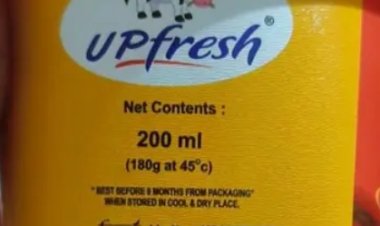 UPfresh®
Net Contents :
200 ml
(180g at 45°c)
"BEST BEFORE 9 MONTHS FROM PACKAGING"
WHEN STORED IN COOL & DRY PLACE.